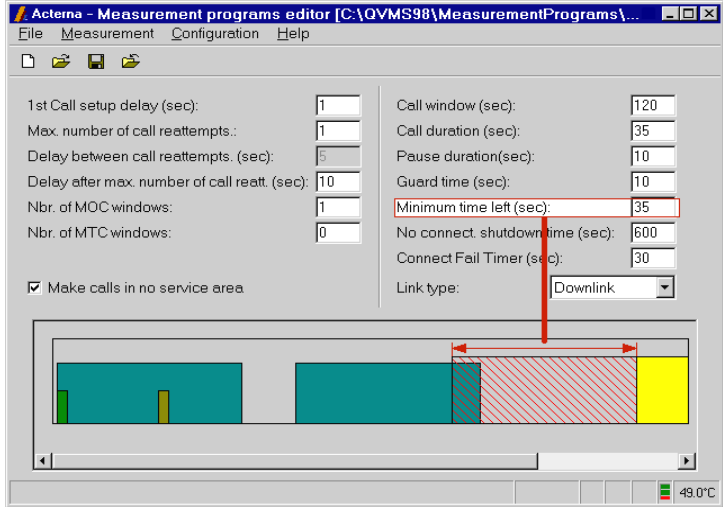 Acterna - Measurement programs editor [C:\QVMS98\MeasurementPrograms\...
File Measurement Configuration Help
1st Call setup delay (sec): 1
Max. number of call reattempts.: 1
Delay between call reattempts. (sec): 5
Delay after max. number of call reatt. (sec): 10
Nbr. of MOC windows: 1
Nbr. of MTC windows: 0
Make calls in no service area
Call window (sec): 120
Call duration (sec): 35
Pause duration(sec): 10
Guard time (sec): 10
Minimum time left (sec): 35
No connect. shutdown time (sec): 600
Connect Fail Timer (sec): 30
Link type: Downlink
49.0°C